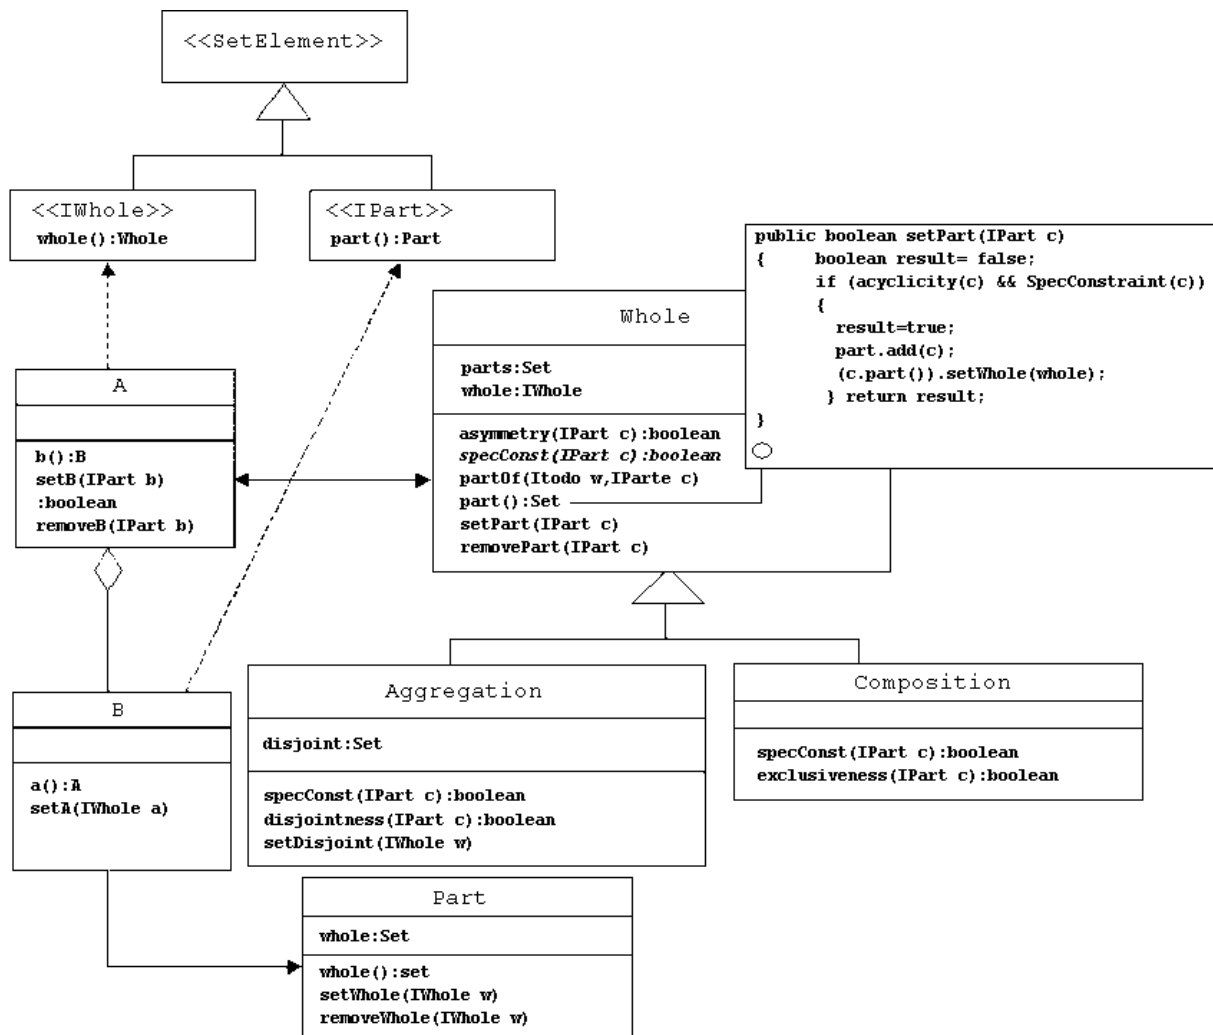 <<SetElement>>
<<IWhole>>
whole():Whole
<<IPart>>
part():Part
public boolean setPart(IPart c)
{ boolean result= false;
if (acyclicity(c) && SpecConstraint(c))
{
result=true;
part.add(c);
(c.part()).setWhole(whole);
} return result;
}
Whole
parts:Set
whole:IWhole
asymmetry(IPart c):boolean
specConst(IPart c):boolean
partOf(Itodo w,IParte c)
part():Set
setPart(IPart c)
removePart(IPart c)
A
b():B
setB(IPart b)
:boolean
removeB(IPart b)
B
a():A
setA(IWhole a)
Aggregation
disjoint:Set
specConst(IPart c):boolean
disjointness(IPart c):boolean
setDisjoint(IWhole w)
Composition
specConst(IPart c):boolean
exclusiveness(IPart c):boolean
Part
whole:Set
whole():set
setWhole(IWhole w)
removeWhole(IWhole w)